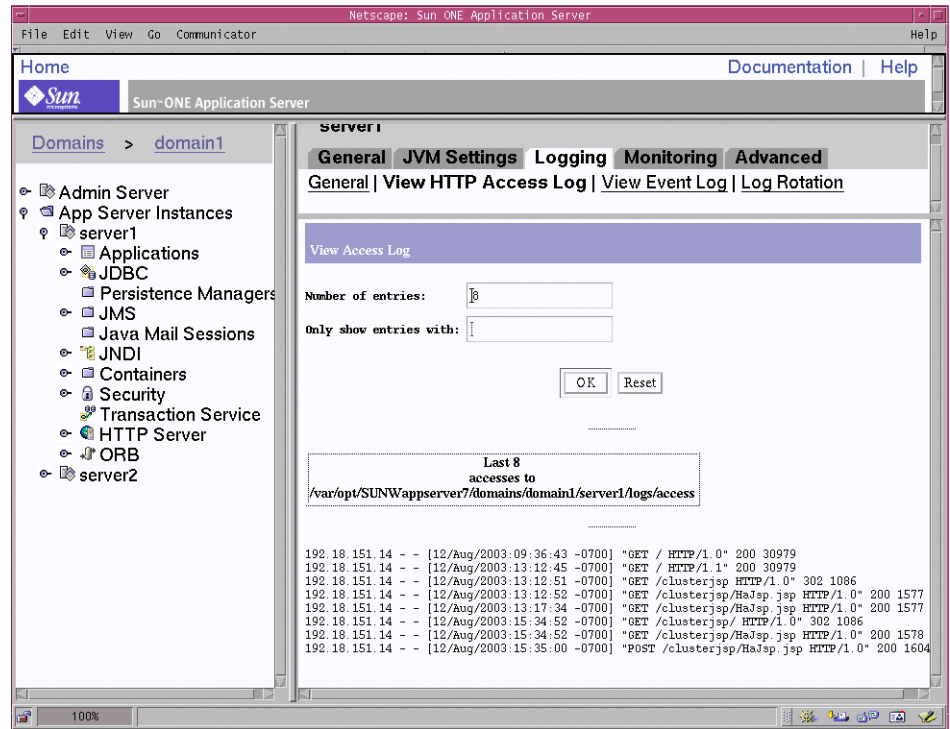 Netscape: Sun ONE Application Server
File Edit View Go Communicator Help
Home Documentation | Help
Sun microsystems Sun™ONE Application Server
Domains > domain1
Admin Server
App Server Instances
server1
Applications
JDBC
Persistence Managers
JMS
Java Mail Sessions
JNDI
Containers
Security
Transaction Service
HTTP Server
ORB
server2
server1
General JVM Settings Logging Monitoring Advanced
General | View HTTP Access Log | View Event Log | Log Rotation
View Access Log
Number of entries: 8
Only show entries with:
OK Reset
Last 8
accesses to
/var/opt/SUNWappserver7/domains/domain1/server1/logs/access
192.18.151.14 - - [12/Aug/2003:09:36:43 -0700] "GET / HTTP/1.0" 200 30979
192.18.151.14 - - [12/Aug/2003:13:12:45 -0700] "GET / HTTP/1.1" 200 30979
192.18.151.14 - - [12/Aug/2003:13:12:51 -0700] "GET /clusterjsp HTTP/1.0" 302 1086
192.18.151.14 - - [12/Aug/2003:13:12:52 -0700] "GET /clusterjsp/HaJsp.jsp HTTP/1.0" 200 1577
192.18.151.14 - - [12/Aug/2003:13:17:34 -0700] "GET /clusterjsp/HaJsp.jsp HTTP/1.0" 200 1577
192.18.151.14 - - [12/Aug/2003:15:34:52 -0700] "GET /clusterjsp/ HTTP/1.0" 302 1086
192.18.151.14 - - [12/Aug/2003:15:34:52 -0700] "GET /clusterjsp/HaJsp.jsp HTTP/1.0" 200 1578
192.18.151.14 - - [12/Aug/2003:15:35:00 -0700] "POST /clusterjsp/HaJsp.jsp HTTP/1.0" 200 1604
100%